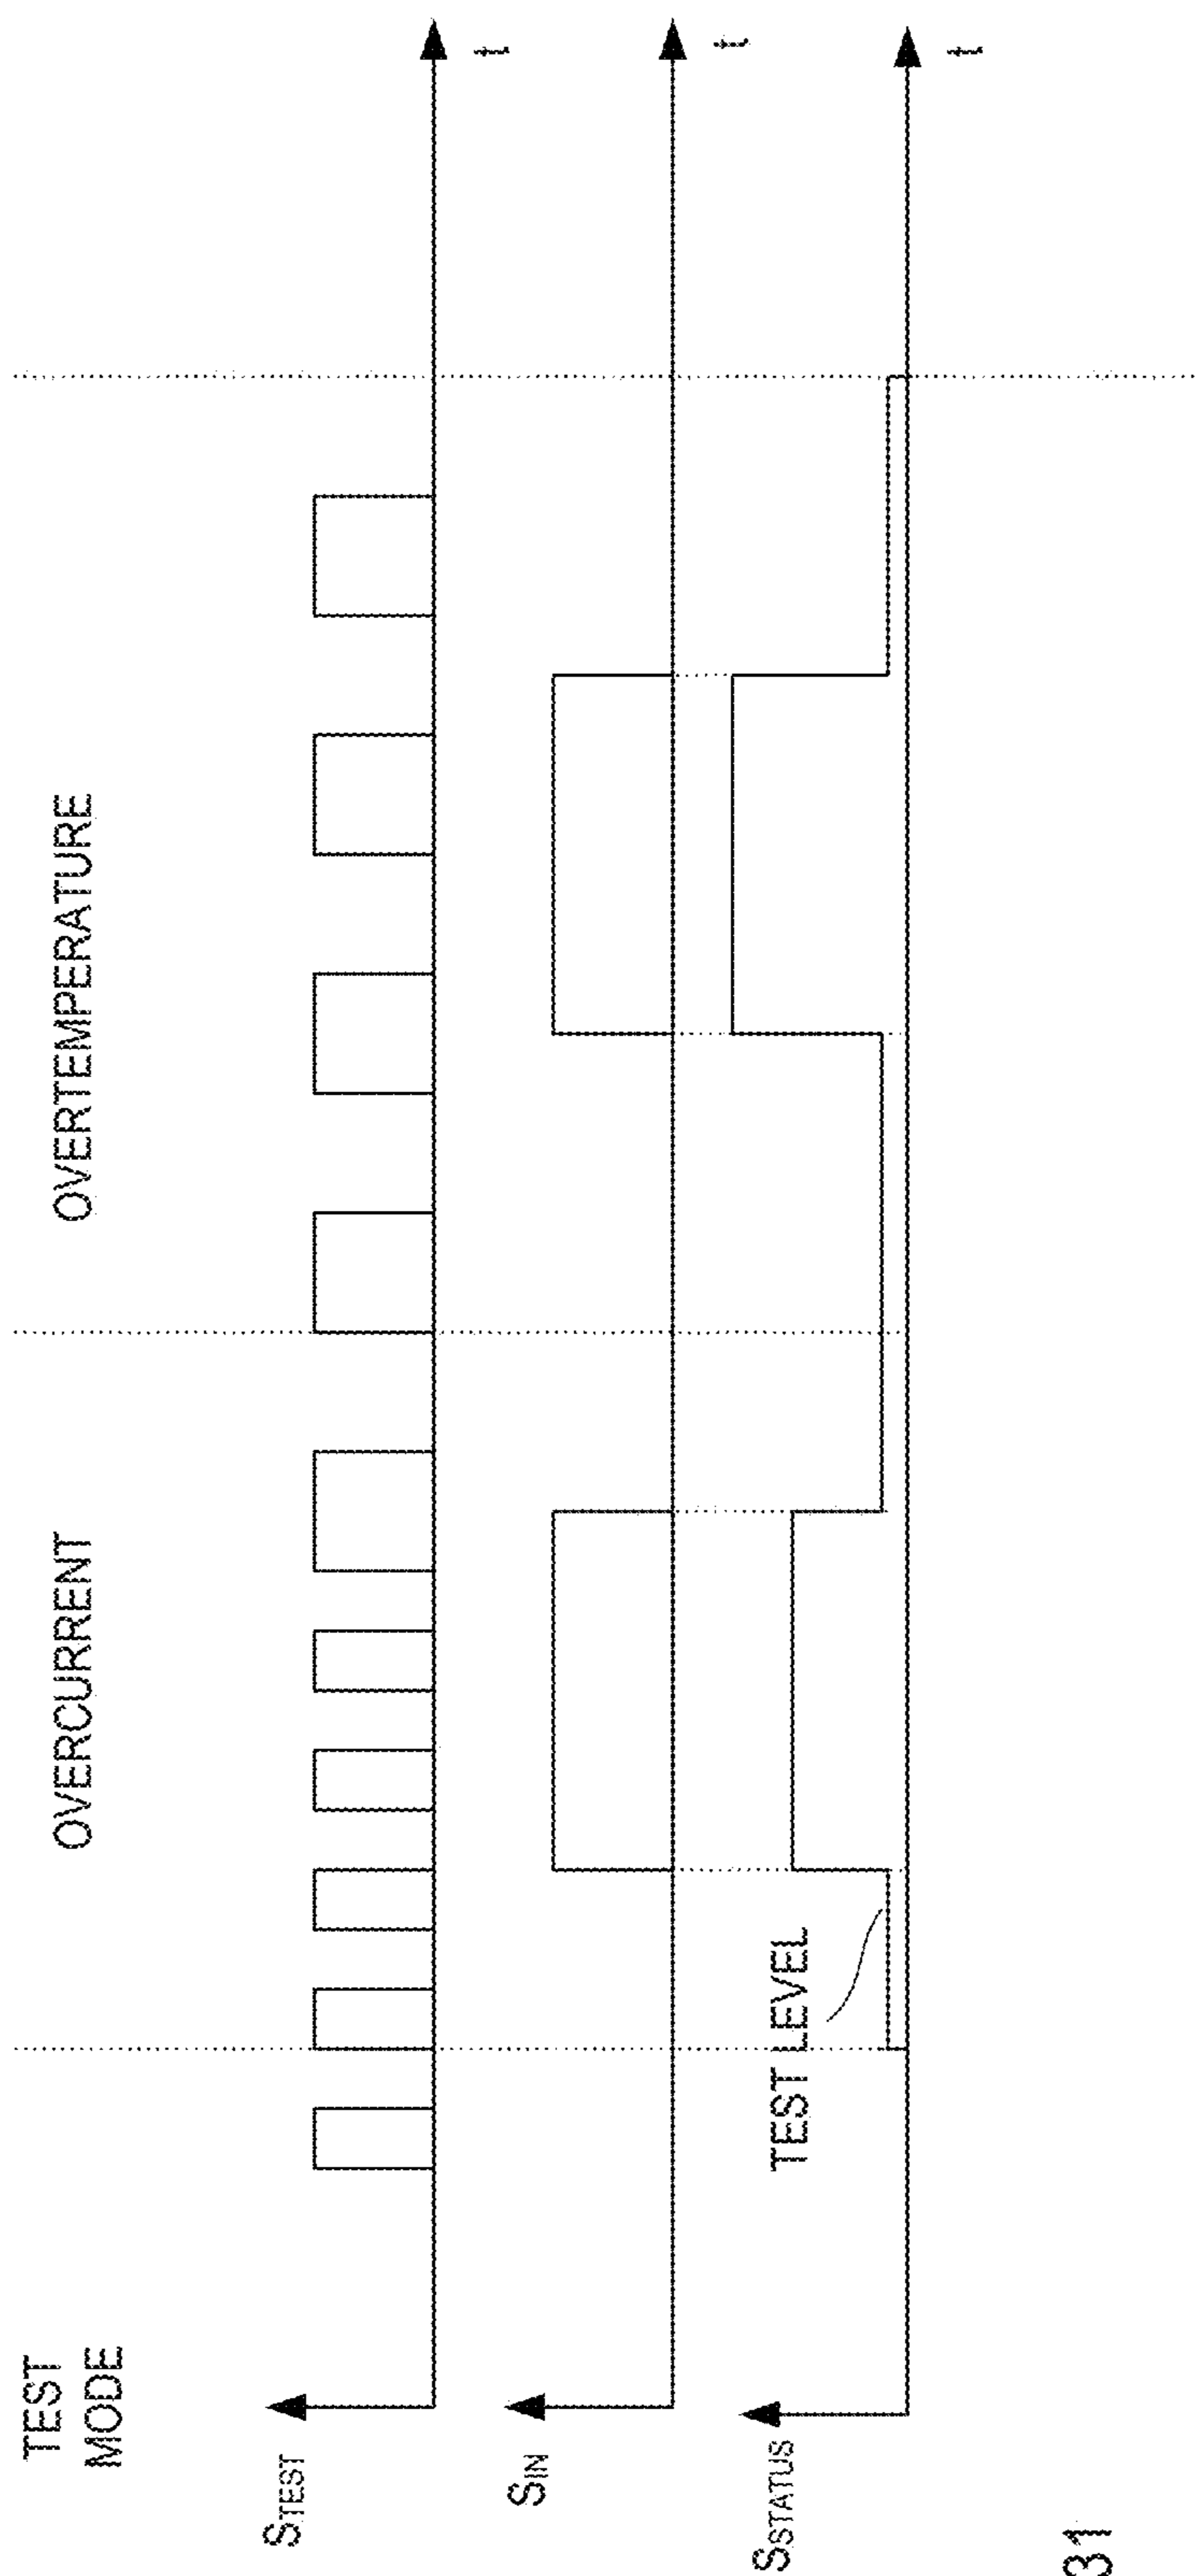 TEST
MODE
OVERCURRENT
OVERTEMPERATURE
STEST
t
SIN
t
SSTATUS
TEST LEVEL
t
31